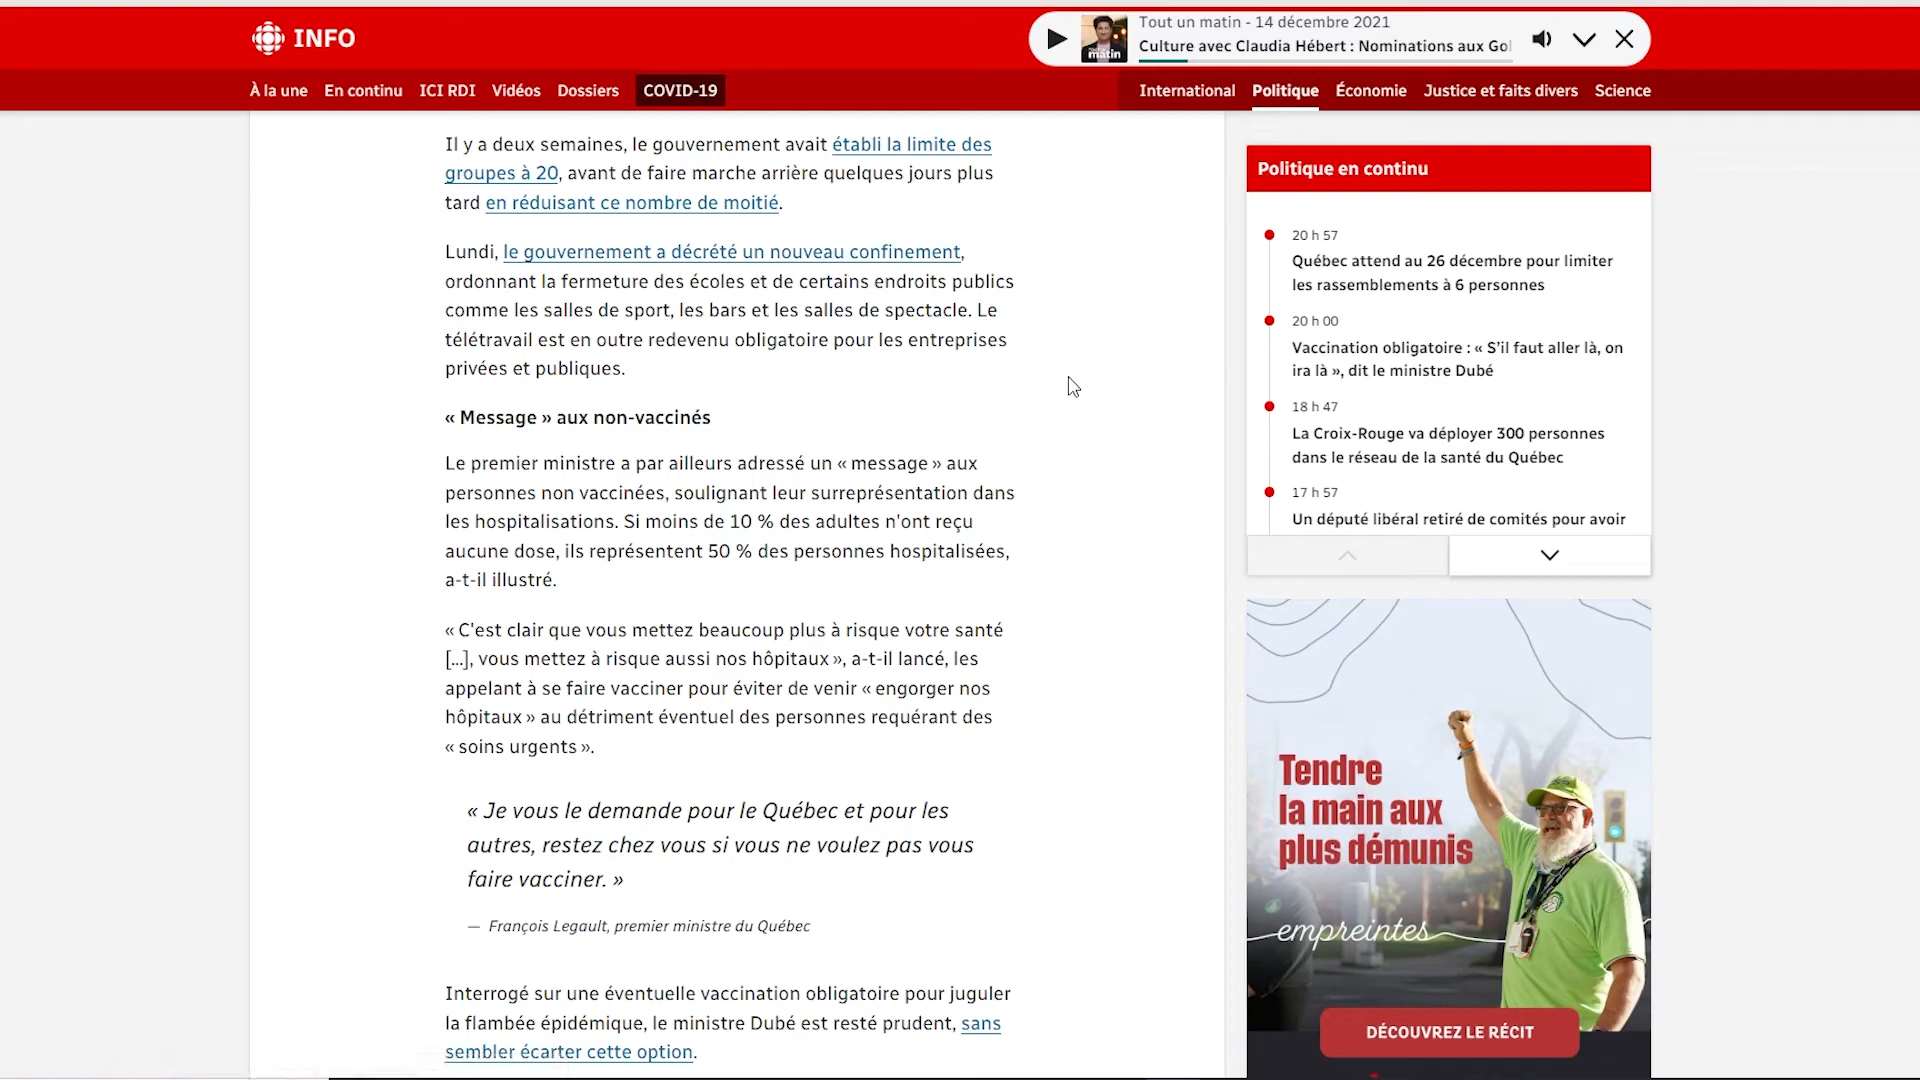 INFO
Tout un matin - 14 décembre 2021
matin
Culture avec Claudia Hébert : Nominations aux Gol
À la une En continu ICI RDI Vidéos Dossiers COVID-19
International Politique Économie Justice et faits divers Science
Il y a deux semaines, le gouvernement avait établi la limite des
groupes à 20, avant de faire marche arrière quelques jours plus
tard en réduisant ce nombre de moitié.
Lundi, le gouvernement a décrété un nouveau confinement,
ordonnant la fermeture des écoles et de certains endroits publics
comme les salles de sport, les bars et les salles de spectacle. Le
télétravail est en outre redevenu obligatoire pour les entreprises
privées et publiques.
« Message » aux non-vaccinés
Le premier ministre a par ailleurs adressé un « message » aux
personnes non vaccinées, soulignant leur surreprésentation dans
les hospitalisations. Si moins de 10 % des adultes n'ont reçu
aucune dose, ils représentent 50 % des personnes hospitalisées,
a-t-il illustré.
« C'est clair que vous mettez beaucoup plus à risque votre santé
[...], vous mettez à risque aussi nos hôpitaux », a-t-il lancé, les
appelant à se faire vacciner pour éviter de venir « engorger nos
hôpitaux » au détriment éventuel des personnes requérant des
« soins urgents ».
« Je vous le demande pour le Québec et pour les
autres, restez chez vous si vous ne voulez pas vous
faire vacciner. »
— François Legault, premier ministre du Québec
Interrogé sur une éventuelle vaccination obligatoire pour juguler
la flambée épidémique, le ministre Dubé est resté prudent, sans
sembler écarter cette option.
Politique en continu
20 h 57
Québec attend au 26 décembre pour limiter
les rassemblements à 6 personnes
20 h 00
Vaccination obligatoire : « S'il faut aller là, on
ira là », dit le ministre Dubé
18 h 47
La Croix-Rouge va déployer 300 personnes
dans le réseau de la santé du Québec
17 h 57
Un député libéral retiré de comités pour avoir
Tendre
la main aux
plus démunis
empreintes
DÉCOUVREZ LE RÉCIT